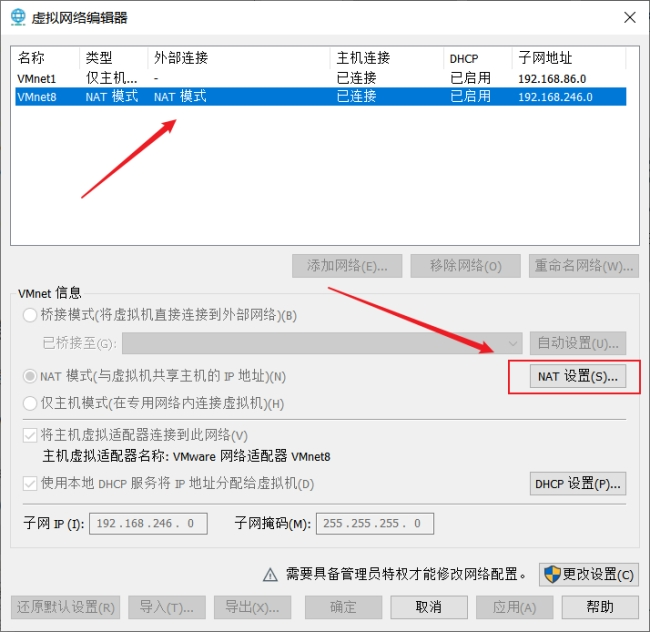 虚拟网络编辑器
名称 类型 外部连接 主机连接 DHCP 子网地址
VMnet1 仅主机... - 已连接 已启用 192.168.86.0
VMnet8 NAT 模式 NAT 模式 已连接 已启用 192.168.246.0
添加网络(E)... 移除网络(O) 重命名网络(W)...
VMnet 信息
桥接模式(将虚拟机直接连接到外部网络)(B)
已桥接至(G): 自动设置(U)...
NAT 模式(与虚拟机共享主机的 IP 地址)(N) NAT 设置(S)...
仅主机模式(在专用网络内连接虚拟机)(H)
将主机虚拟适配器连接到此网络(V)
主机虚拟适配器名称: VMware 网络适配器 VMnet8
使用本地 DHCP 服务将 IP 地址分配给虚拟机(D) DHCP 设置(P)...
子网 IP (I): 192.168.246. 0 子网掩码(M): 255.255.255. 0
需要具备管理员特权才能修改网络配置。 更改设置(C)
还原默认设置(R) 导入(T)... 导出(X)... 确定 取消 应用(A) 帮助